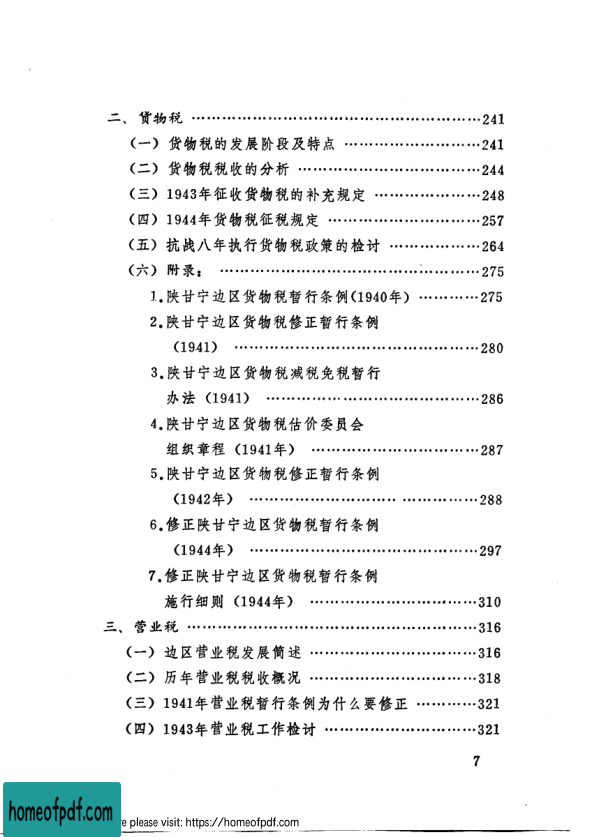 二、货物税 ……………………………………………241
（一）货物税的发展阶段及特点 ……………………241
（二）货物税税收的分析 ……………………………244
（三）1943年征收货物税的补充规定 ………………248
（四）1944年货物税征税规定 ………………………257
（五）抗战八年执行货物税政策的检讨 ……………264
（六）附录： …………………………………………275
1.陕甘宁边区货物税暂行条例(1940年) …………275
2.陕甘宁边区货物税修正暂行条例
（1941） ……………………………………………280
3.陕甘宁边区货物税减税免税暂行
办法（1941） ………………………………………286
4.陕甘宁边区货物税估价委员会
组织章程（1941年） ………………………………287
5.陕甘宁边区货物税修正暂行条例
（1942年） …………………………………………288
6.修正陕甘宁边区货物税暂行条例
（1944年） …………………………………………297
7.修正陕甘宁边区货物税暂行条例
施行细则（1944年） ………………………………310
三、营业税 ……………………………………………316
（一）边区营业税发展简述 …………………………316
（二）历年营业税税收概况 …………………………318
（三）1941年营业税暂行条例为什么要修正 …………321
（四）1943年营业税工作检讨 ………………………321
7
homeofpdf.com
re please visit: https://homeofpdf.com